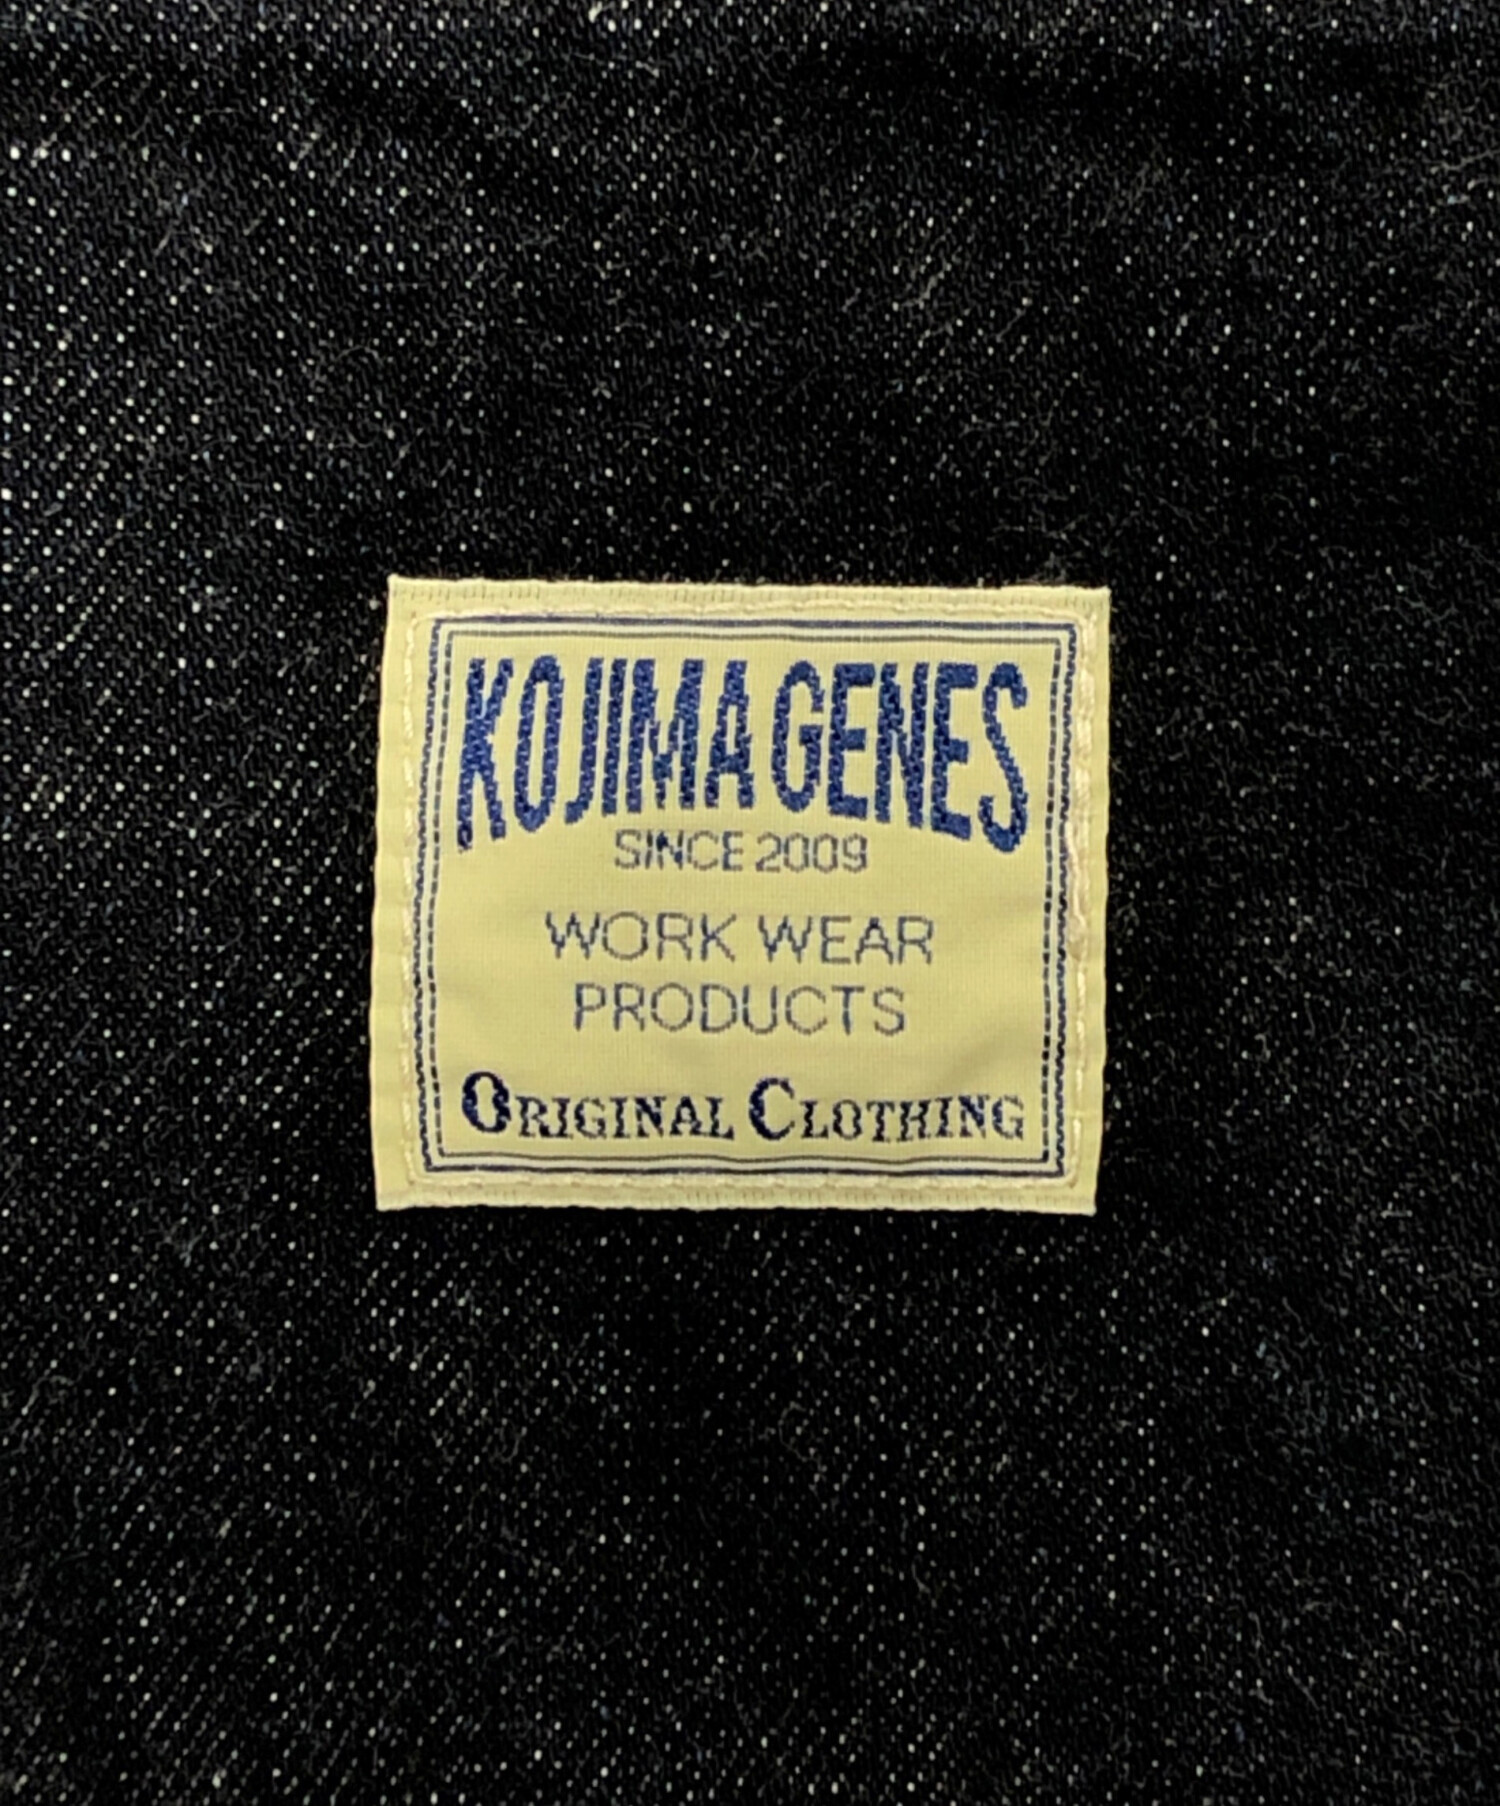 KOJIMA GENES
SINCE 2009
WORK WEAR
PRODUCTS
ORIGINAL CLOTHING